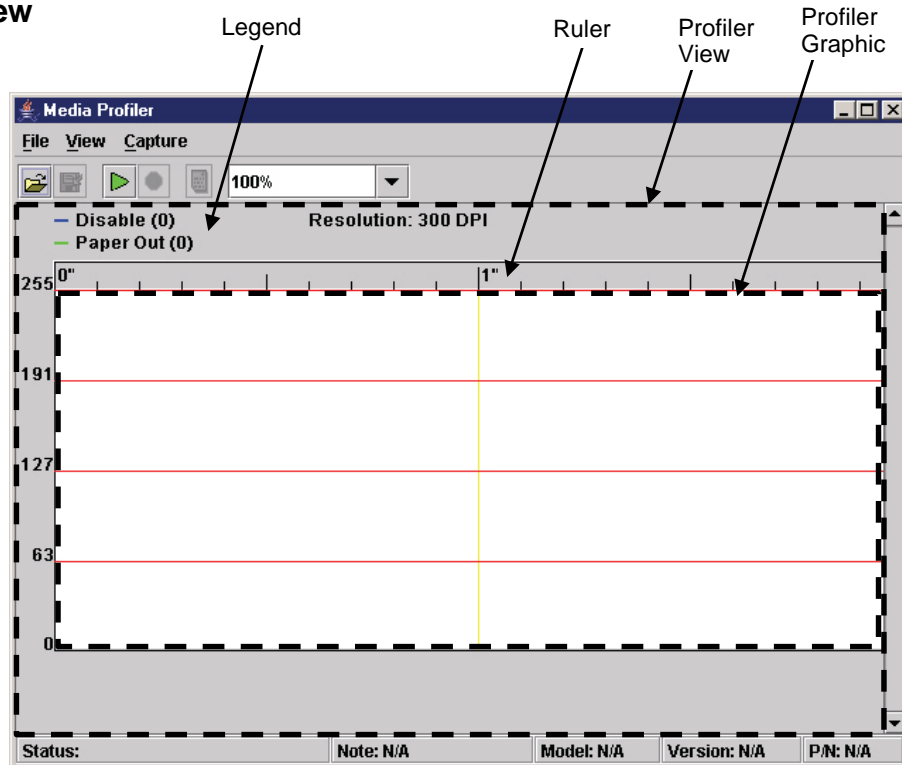 ew
Legend
Ruler
Profiler
View
Profiler
Graphic
Media Profiler
File View Capture
100%
Disable (0) Resolution: 300 DPI
Paper Out (0)
0" 1"
255
191
127
63
0
Status: Note: N/A Model: N/A Version: N/A P/N: N/A